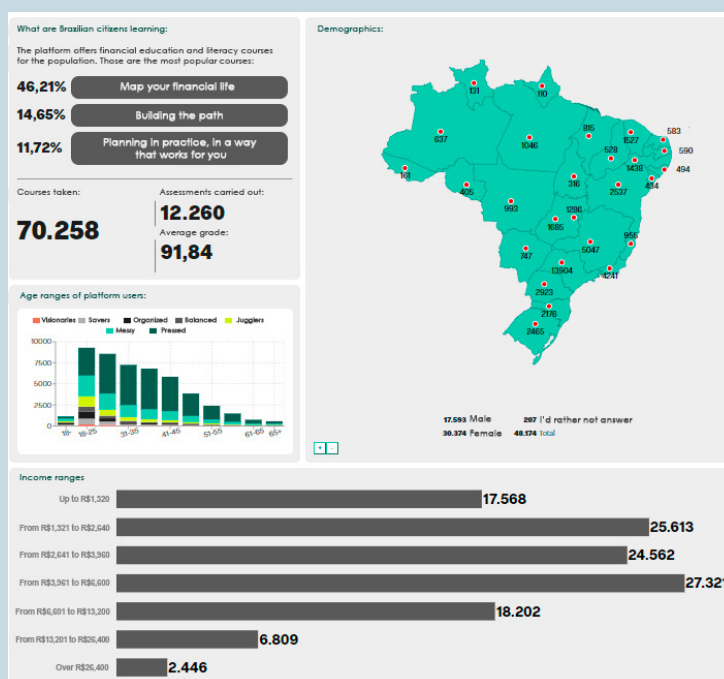 What are Brazilian citizens learning:
The platform offers financial education and literacy courses
for the population. Those are the most popular courses:
46,21% Map your financial life
14,65% Building the path
11,72% Planning in practice, in a way
that works for you
Courses taken:
70.258
Assessments carried out:
12.260
Average grade:
91,84
Age ranges of platform users:
Visionaries Savers Organized Balanced Jugglers
Messy Pressed
10000
7500
5000
2500
0
18- 18-25 31-35 41-45 51-55 61-65 65+
Demographics:
131
110
637
1046
815
1527
583
528
590
1438
494
161
405
316
2537
484
993
1286
1685
955
5047
747
13904
4241
2923
2176
2465
17.593 Male 207 I'd rather not answer
30.374 Female 48.174 Total
+ -
Income ranges
Up to R$1,320 17.568
From R$1,321 to R$2,640 25.613
From R$2,641 to R$3,960 24.562
From R$3,961 to R$6,600 27.321
From R$6,601 to R$13,200 18.202
From R$13,201 to R$26,400 6.809
Over R$26,400 2.446